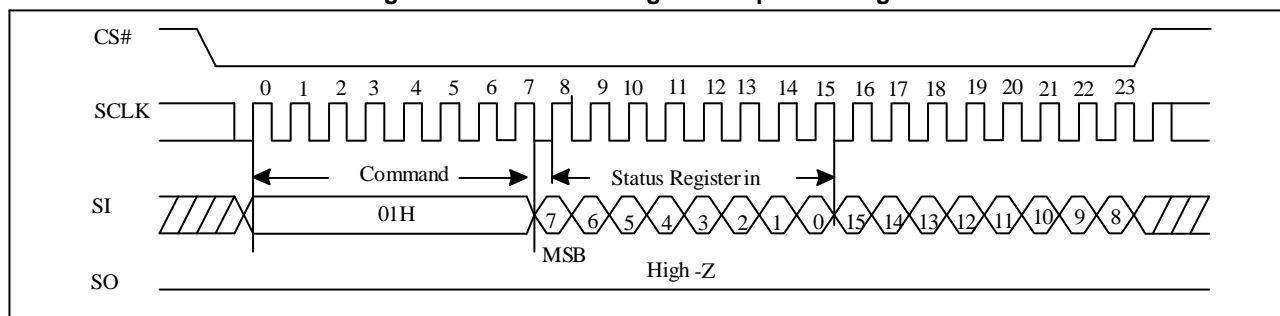 CS#
0 1 2 3 4 5 6 7 8 9 10 11 12 13 14 15 16 17 18 19 20 21 22 23
SCLK
Command Status Register in
SI 01H 7 6 5 4 3 2 1 0 15 14 13 12 11 10 9 8
MSB
High -Z
SO